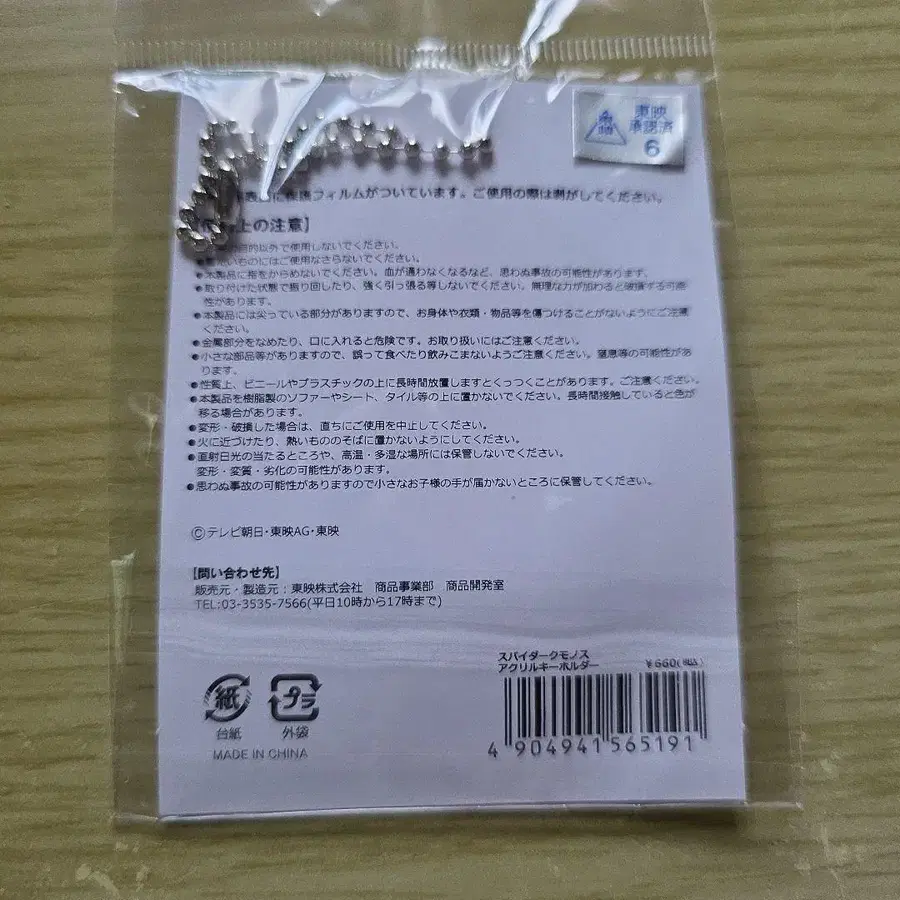 東映
承認済
6
フィルムがついています。ご使用の際は剥がしてください。
上の注意】
目的以外で使用しないでください。
ものにはご使用なさらないでください。
●本製品に指をからめないでください。血が通わなくなるなど、思わぬ事故の可能性があります。
●取り付けた状態で振り回したり、強く引っ張る等しないでください。無理な力が加わると破損する可能
性があります。
●本製品には尖っている部分がありますので、お身体や衣類・物品等を傷つけることがないようにご注意
ください。
●金属部分をなめたり、口に入れると危険です。お取り扱いにはご注意ください。
●小さな部品等がありますので、誤って食べたり飲みこまないようご注意ください。窒息等の可能性があ
ります。
●性質上、ビニールやプラスチックの上に長時間放置しますとくっつくことがあります。ご注意ください。
●本製品を樹脂製のソファーやシート、タイル等の上に置かないでください。長時間接触していると色が
移る場合があります。
●変形・破損した場合は、直ちにご使用を中止してください。
●火に近づけたり、熱いもののそばに置かないようにしてください。
●直射日光の当たるところや、高温・多湿な場所には保管しないでください。
変形・変質・劣化の可能性があります。
●思わぬ事故の可能性がありますので小さなお子様の手が届かないところに保管してください。
©テレビ朝日・東映AG・東映
【問い合わせ先】
販売元・製造元：東映株式会社 商品事業部 商品開発室
TEL:03-3535-7566(平日10時から17時まで)
スパイダークモノス
アクリルキーホルダー ¥660(税込)
紙 プラ
台紙 外袋
MADE IN CHINA
4 904941 565191